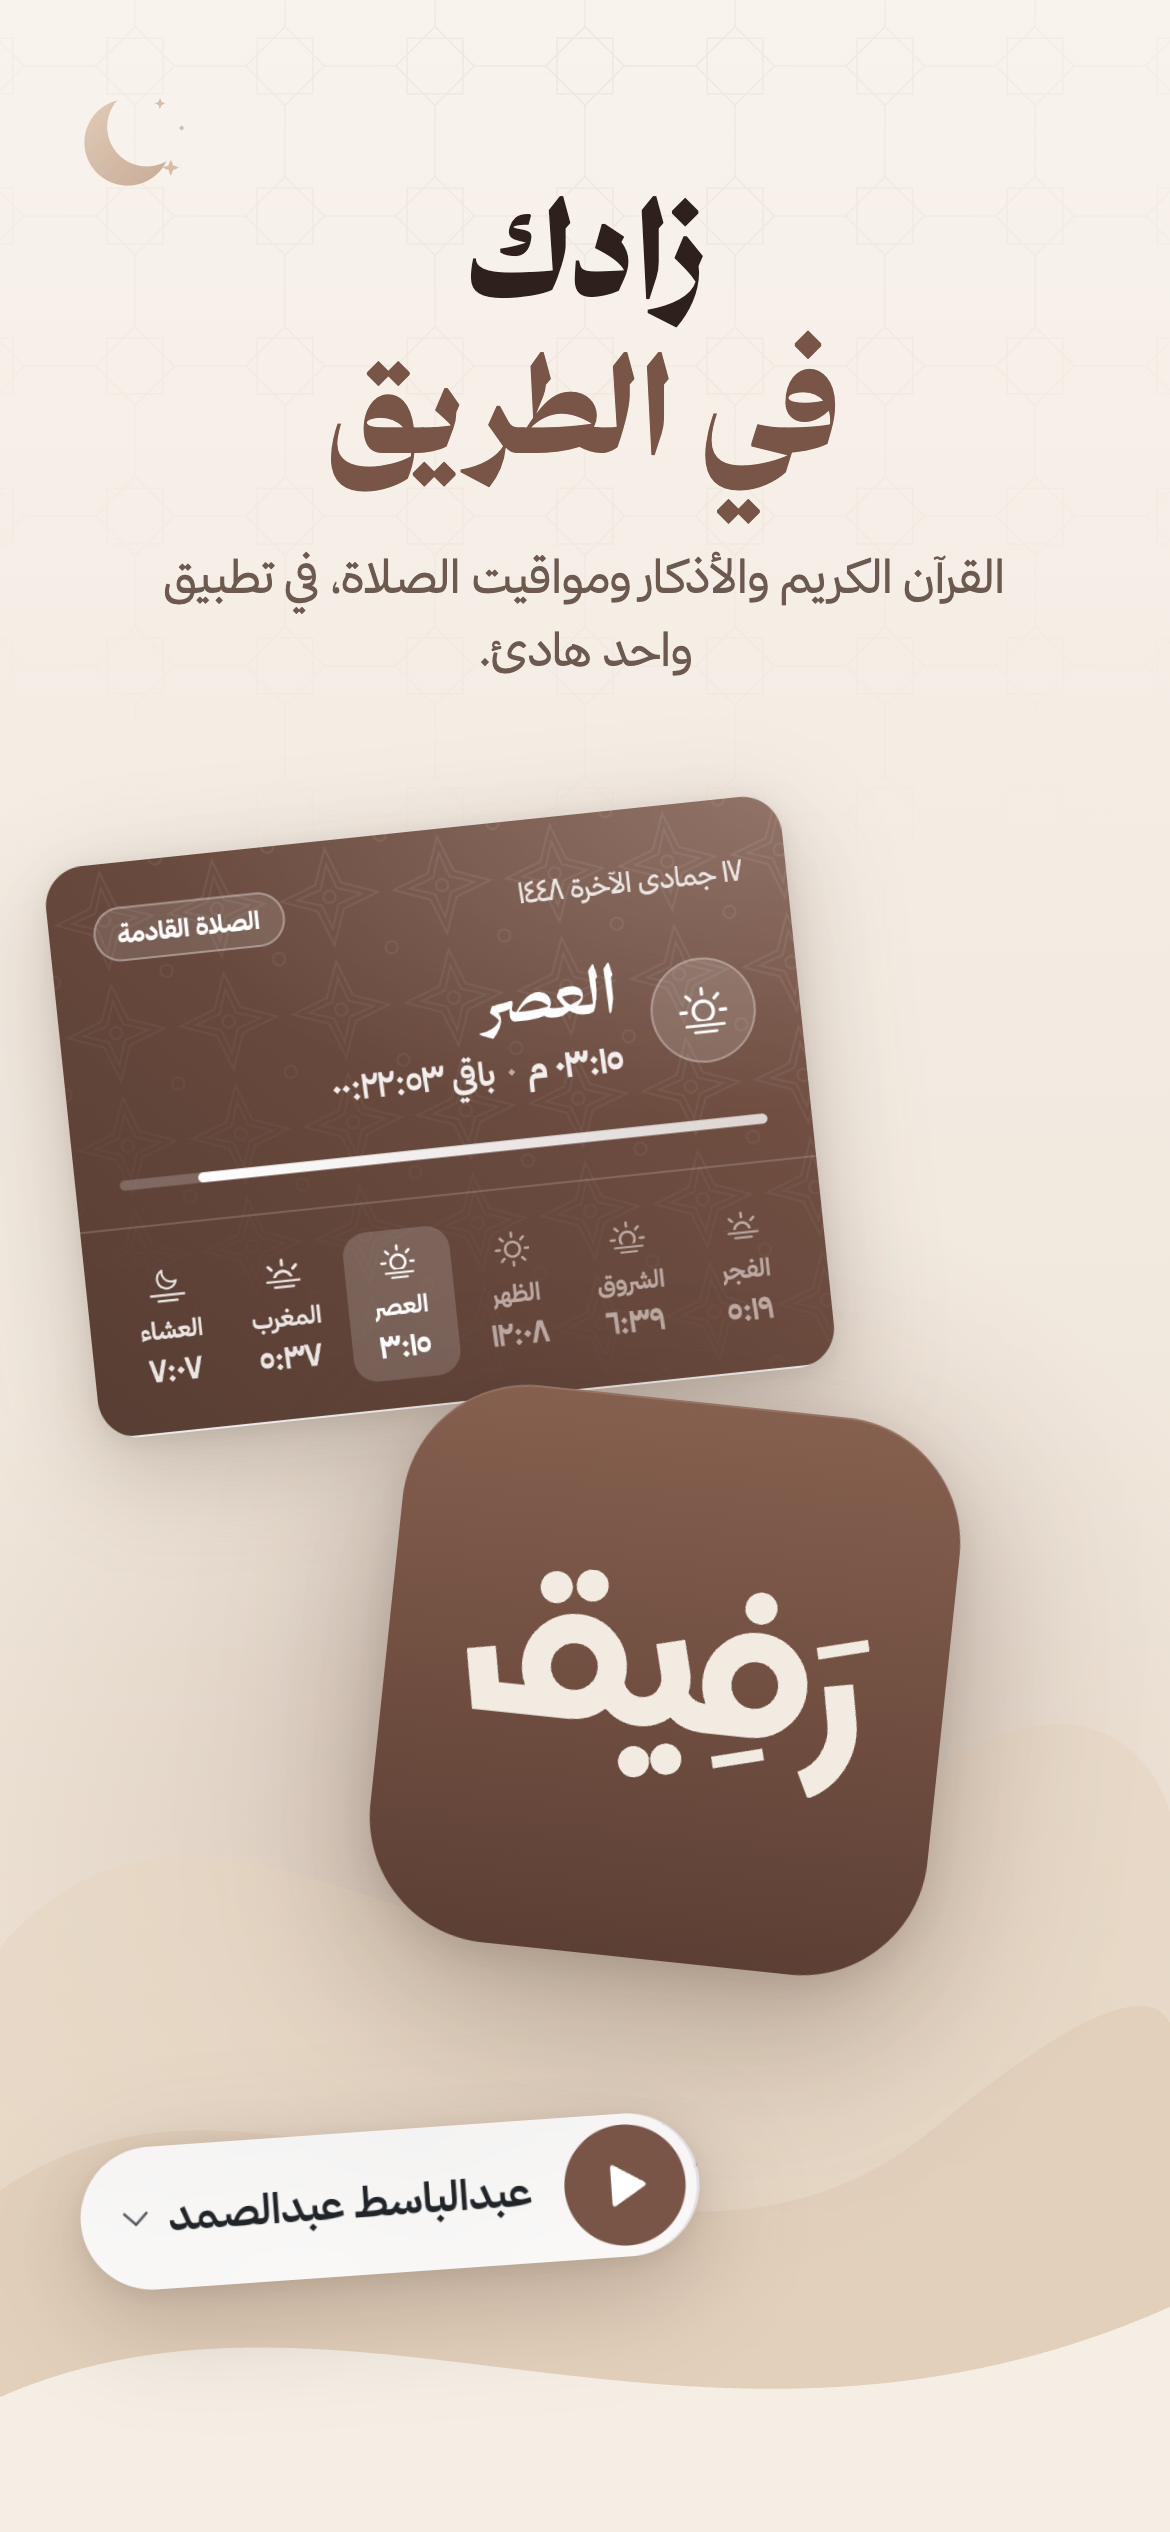 زادك
في الطريق
القرآن الكريم والأذكار ومواقيت الصلاة، في تطبيق
واحد هادئ.
١٧ جمادى الآخرة ١٤٤٨
الصلاة القادمة
العصر
٠٣:١٥ م · باقي ٠٠:٢٢:٥٣
الفجر الشروق الظهر العصر المغرب العشاء
٥:١٩ ٦:٣٩ ١٢:٠٨ ٣:١٥ ٥:٣٧ ٧:٠٧
رَفِيق
عبدالباسط عبدالصمد